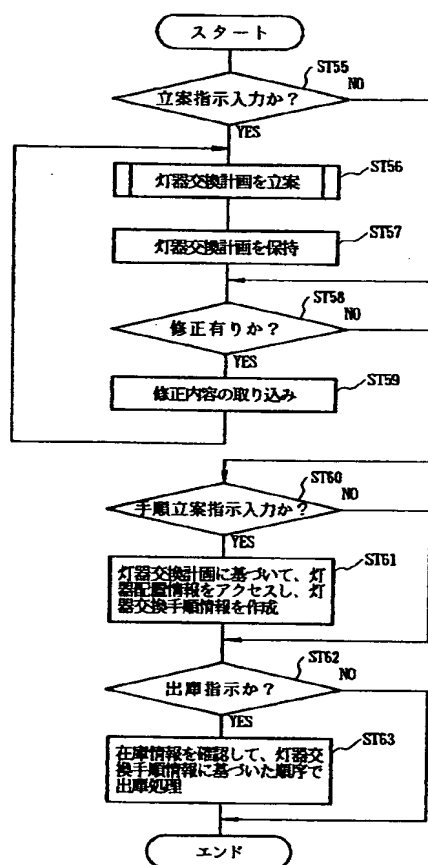 スタート
ST55
立案指示入力か?
NO
YES
ST56
灯器交換計画を立案
ST57
灯器交換計画を保持
ST58
修正有りか?
NO
YES
ST59
修正内容の取り込み
ST60
手順立案指示入力か?
NO
YES
ST61
灯器交換計画に基づいて、灯
器配置情報をアクセスし、灯
器交換手順情報を作成
ST62
出庫指示か?
NO
YES
ST63
在庫情報を確認して、灯器交
換手順情報に基づいた順序で
出庫処理
エンド